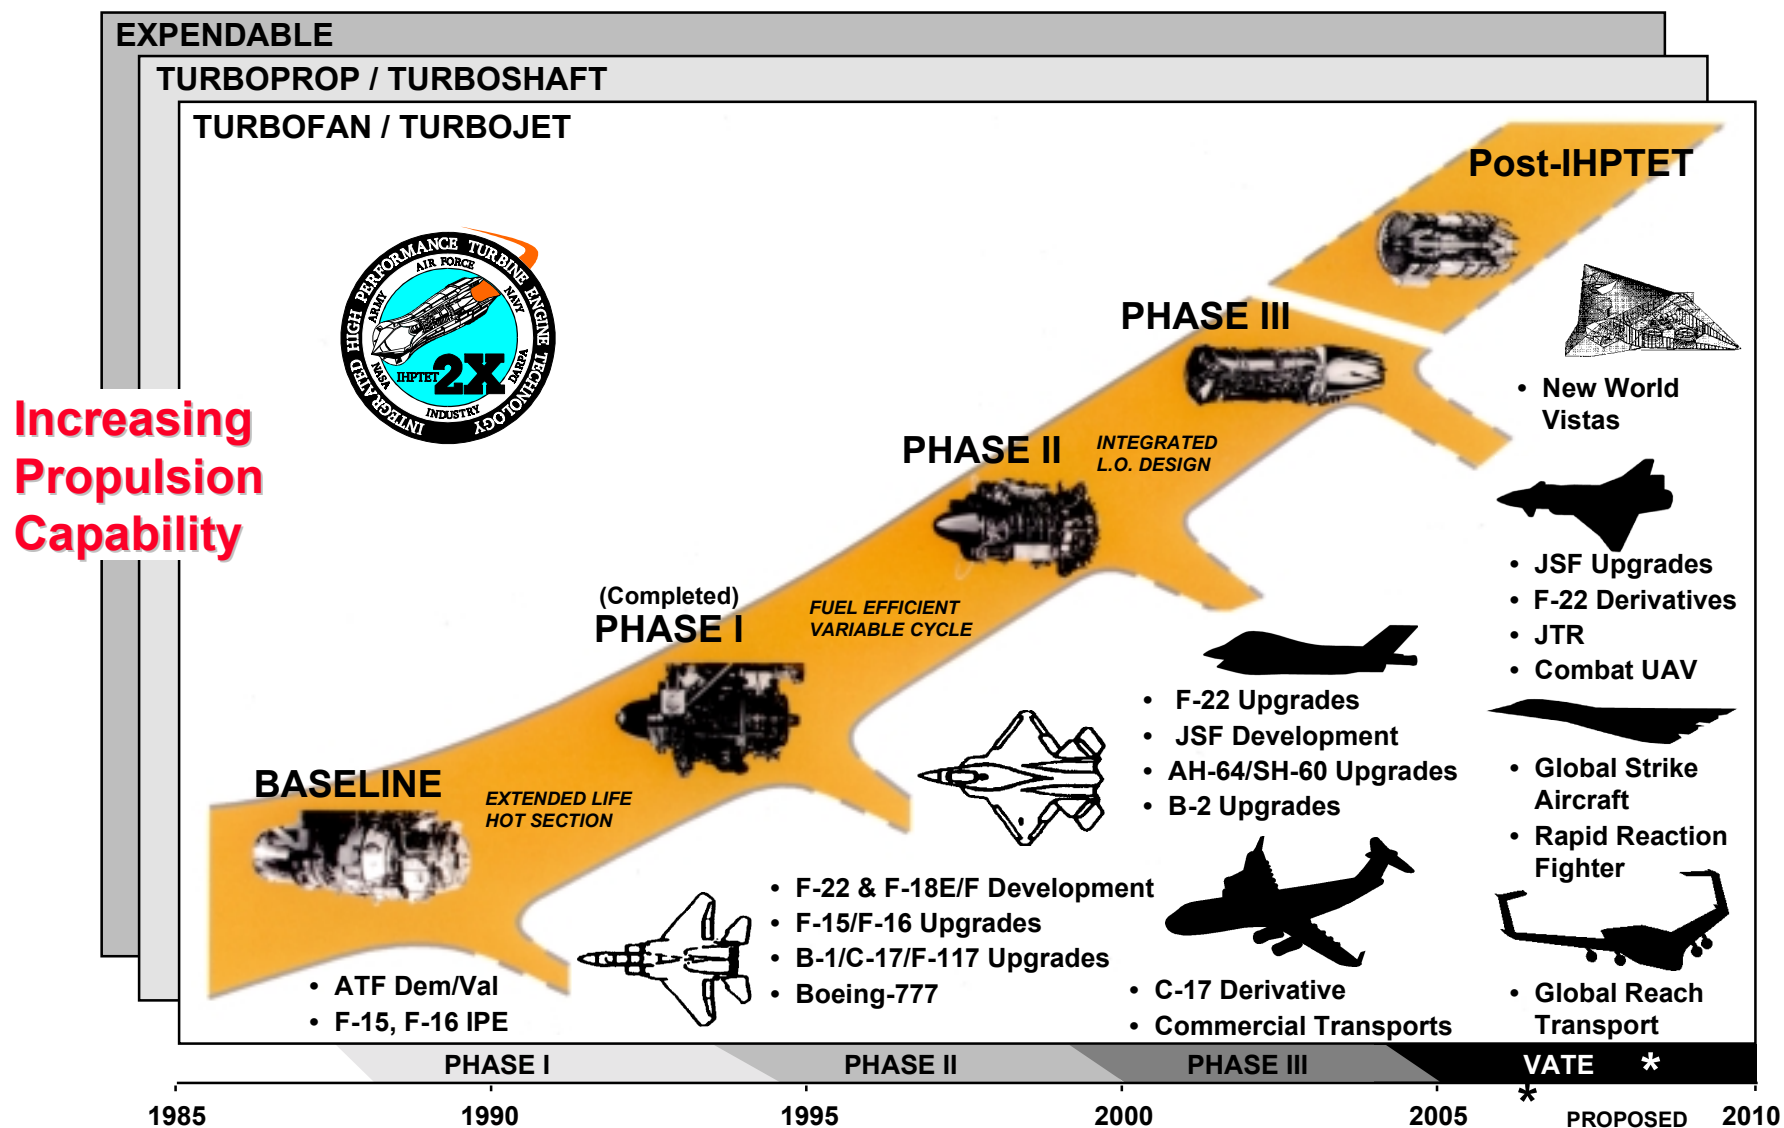 EXPENDABLE
TURBOPROP / TURBOSHAFT
TURBOFAN / TURBOJET
Post-IHPTET
INTEGRATED HIGH PERFORMANCE TURBINE ENGINE TECHNOLOGY
AIR FORCE
ARMY
NAVY
NASA
DARPA
IHPTET 2X
INDUSTRY
PHASE III
• New World
Vistas
Increasing
Propulsion
Capability
PHASE II
INTEGRATED
L.O. DESIGN
(Completed)
PHASE I
FUEL EFFICIENT
VARIABLE CYCLE
• JSF Upgrades
• F-22 Derivatives
• JTR
• Combat UAV
• F-22 Upgrades
• JSF Development
• AH-64/SH-60 Upgrades
• B-2 Upgrades
BASELINE
EXTENDED LIFE
HOT SECTION
• Global Strike
Aircraft
• Rapid Reaction
Fighter
• F-22 & F-18E/F Development
• F-15/F-16 Upgrades
• B-1/C-17/F-117 Upgrades
• Boeing-777
• ATF Dem/Val
• F-15, F-16 IPE
• C-17 Derivative
• Commercial Transports
• Global Reach
Transport
PHASE I PHASE II PHASE III VATE *
1985 1990 1995 2000 2005 * PROPOSED 2010